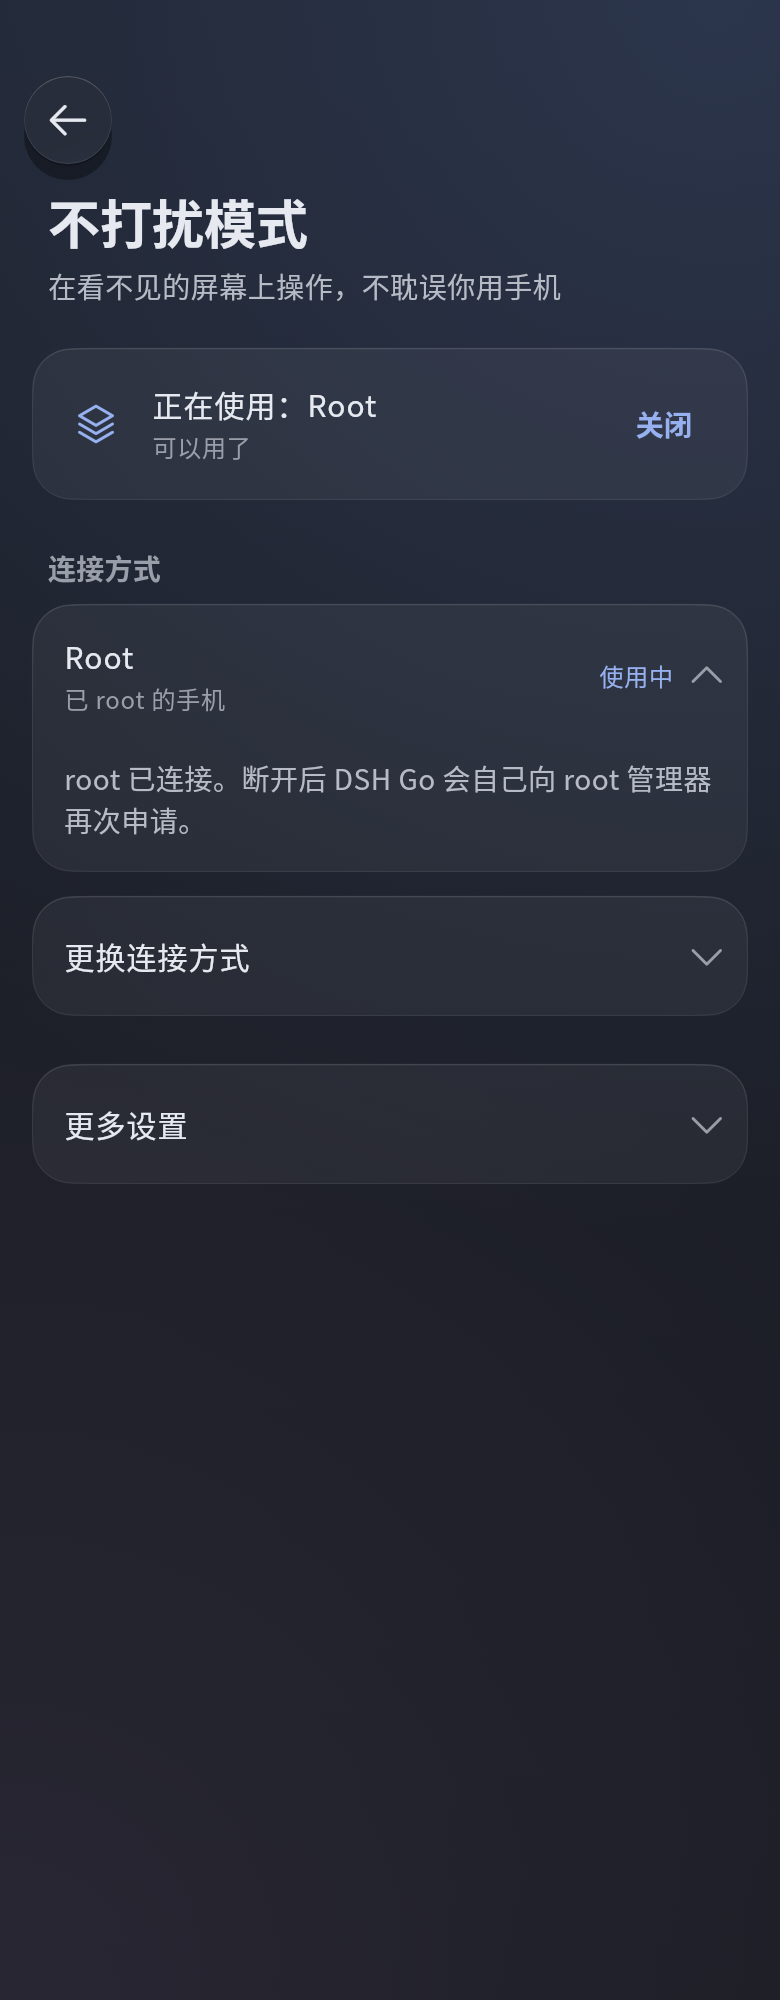 不打扰模式
在看不见的屏幕上操作，不耽误你用手机
正在使用：Root
可以用了
关闭
连接方式
Root
已 root 的手机
使用中
root 已连接。断开后 DSH Go 会自己向 root 管理器
再次申请。
更换连接方式
更多设置